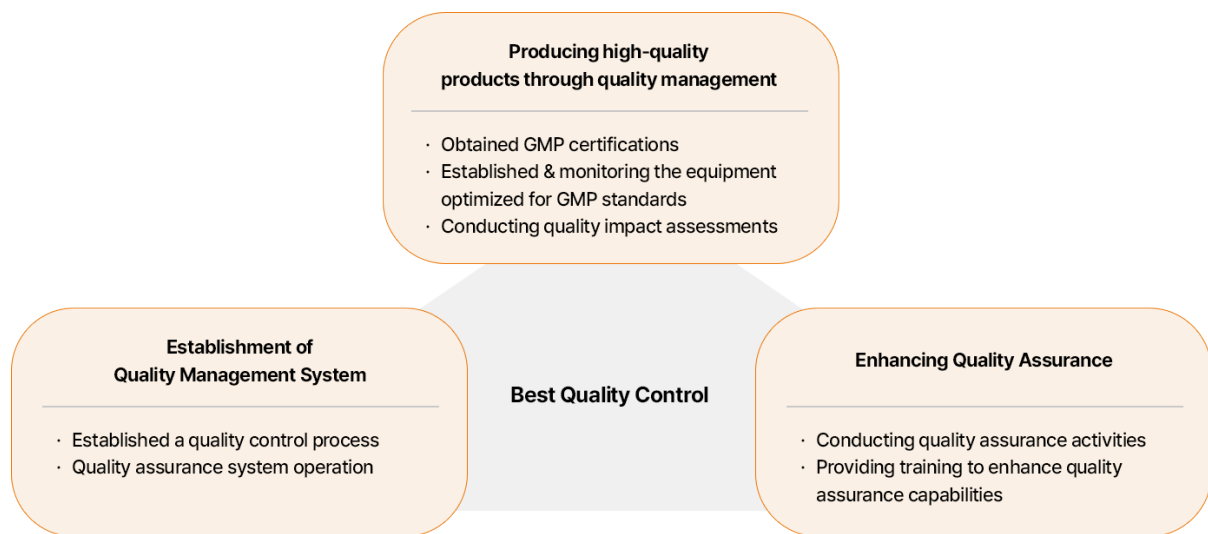 Producing high-quality
products through quality management
· Obtained GMP certifications
· Established & monitoring the equipment
optimized for GMP standards
· Conducting quality impact assessments
Establishment of
Quality Management System
· Established a quality control process
· Quality assurance system operation
Best Quality Control
Enhancing Quality Assurance
· Conducting quality assurance activities
· Providing training to enhance quality
assurance capabilities